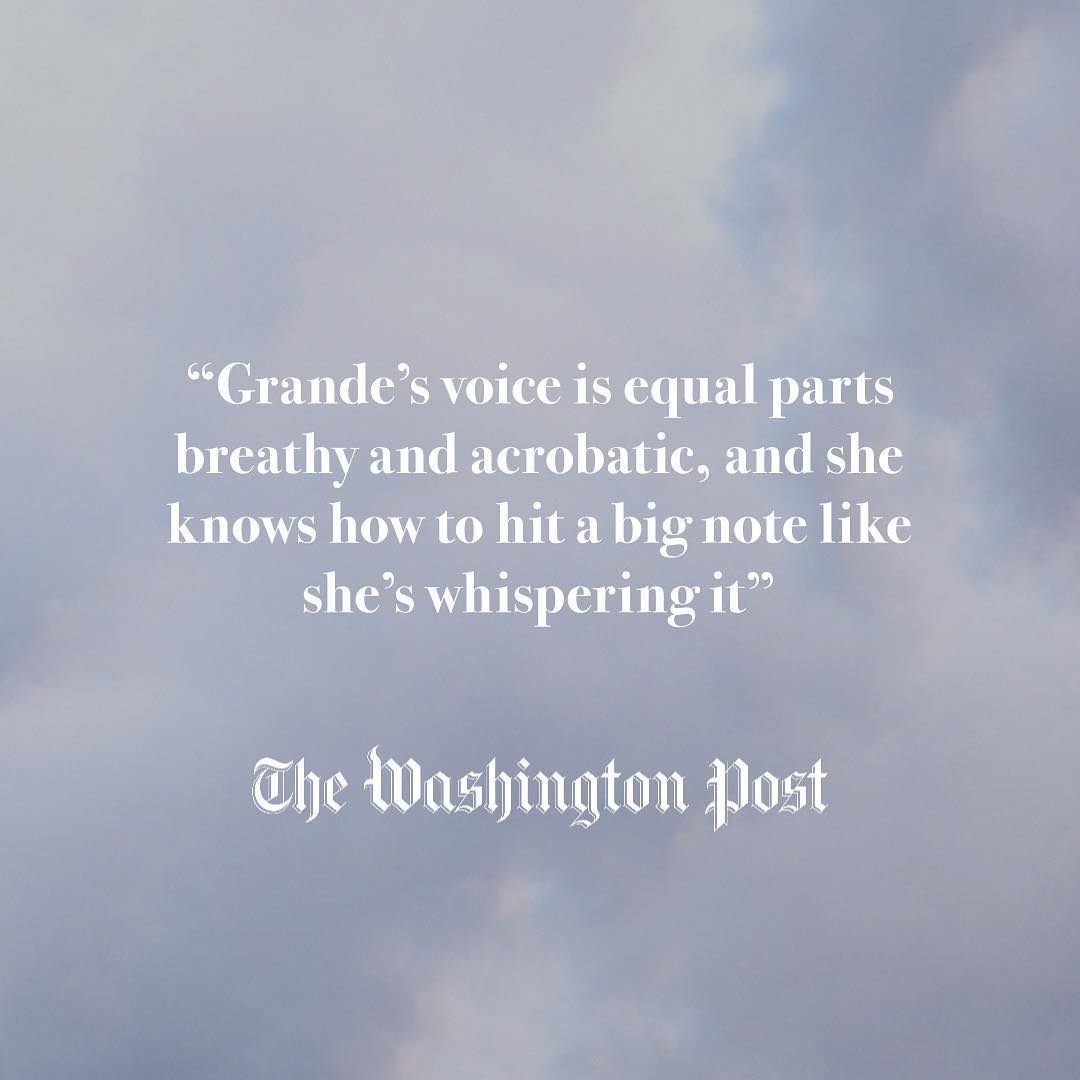 “Grande’s voice is equal parts
breathy and acrobatic, and she
knows how to hit a big note like
she’s whispering it”
The Washington Post